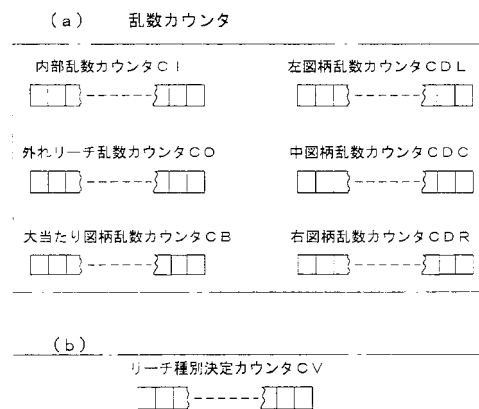 (a) 乱数カウンタ
内部乱数カウンタCI
左図柄乱数カウンタCDL
外れリーチ乱数カウンタCO
中図柄乱数カウンタCDC
大当たり図柄乱数カウンタCB
右図柄乱数カウンタCDR
(b)
リーチ種別決定カウンタCV